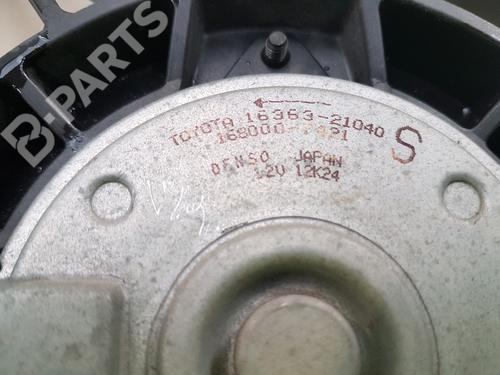 B-PARTS
TOYOTA 16363-21040
S
DENSO JAPAN
12V 12K24